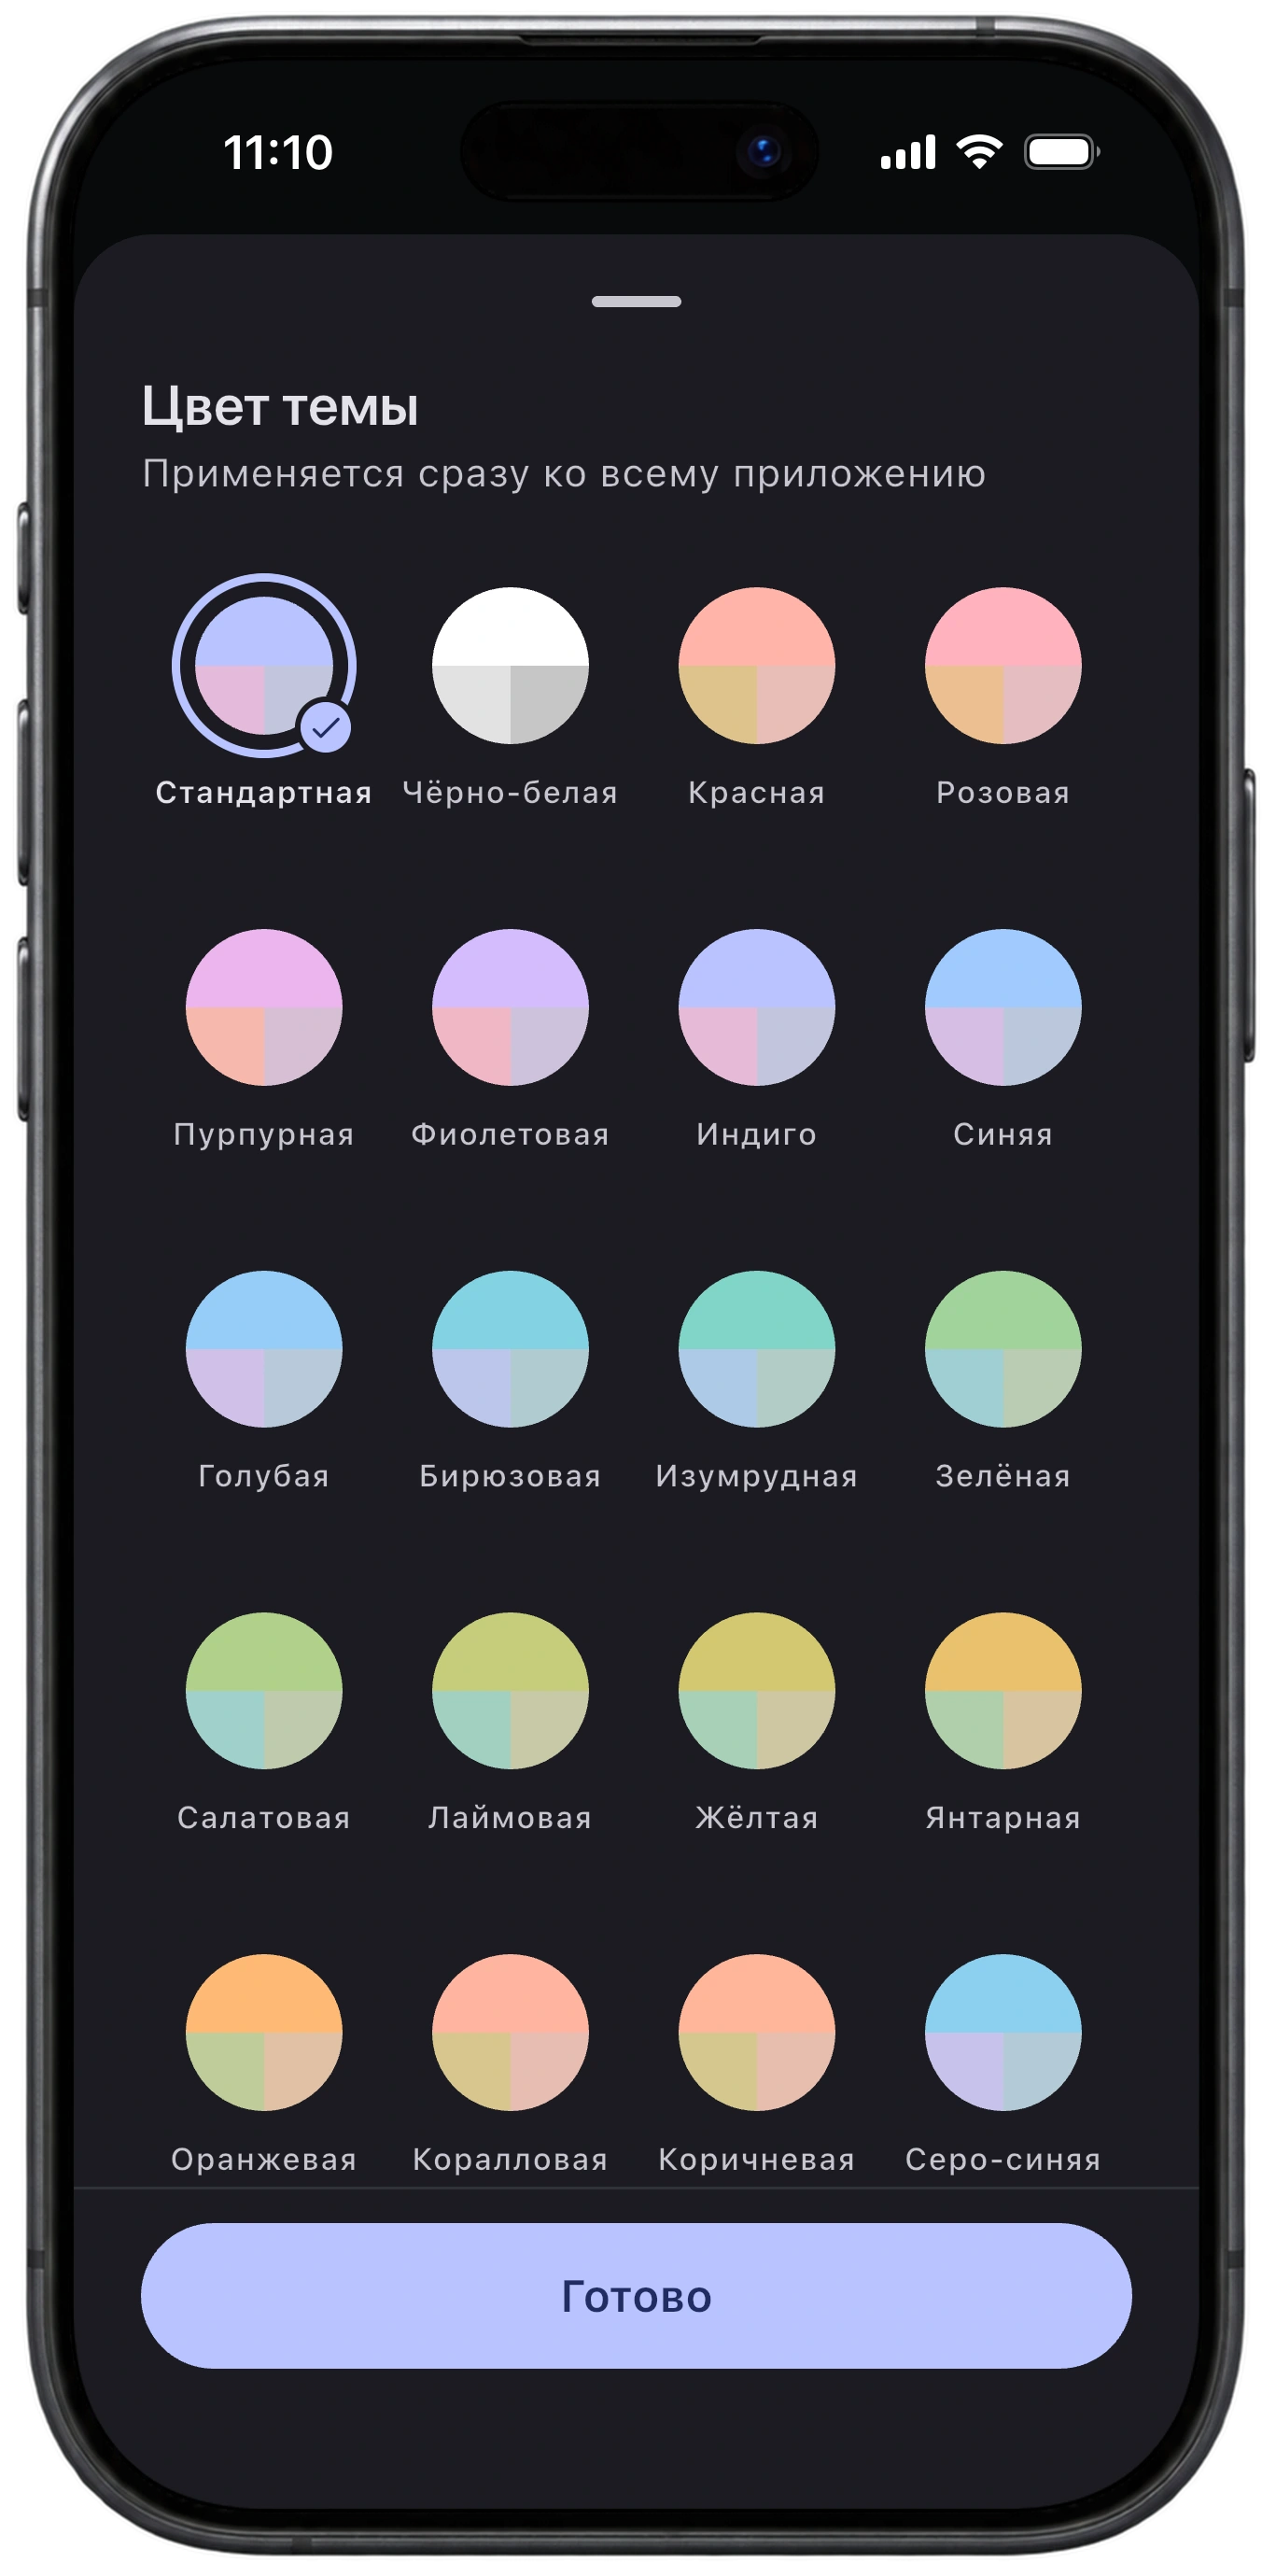 11:10
Цвет темы
Применяется сразу ко всему приложению
Стандартная Чёрно-белая Красная Розовая
Пурпурная Фиолетовая Индиго Синяя
Голубая Бирюзовая Изумрудная Зелёная
Салатовая Лаймовая Жёлтая Янтарная
Оранжевая Коралловая Коричневая Серо-синяя
Готово